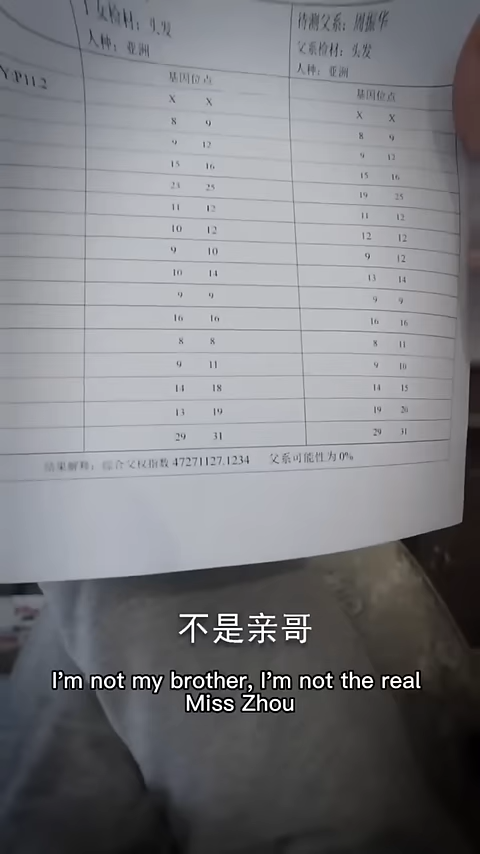 子女检材：头发
人种：亚洲
待测父系：周振华
父系检材：头发
人种：亚洲
Y P11.2
基因位点
基因位点
X X
X X
8 9
8 9
9 12
9 12
15 16
15 16
23 25
19 25
11 12
11 12
10 12
12 12
9 10
9 12
10 14
13 14
9 9
9 9
16 16
16 16
8 8
8 11
9 11
9 10
14 18
14 15
13 19
19 20
29 31
29 31
结果解释：综合父权指数 47271127.1234 父系可能性为 0%
不是亲哥
I'm not my brother, I'm not the real
Miss Zhou